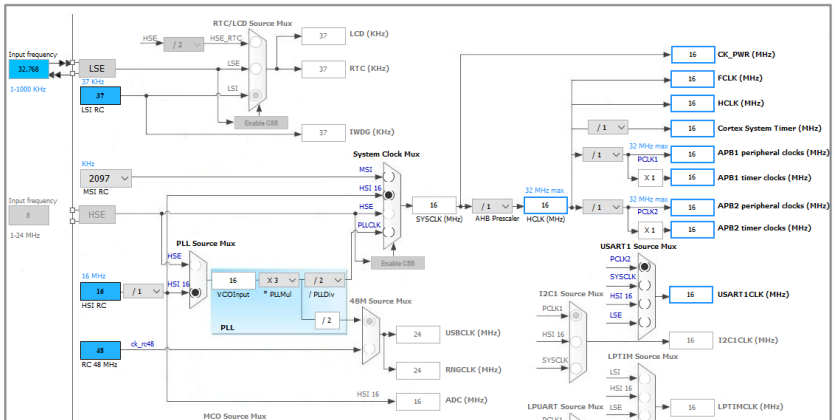 RTC/LCD Source Mux
HSE
/ 2
HSE_RTC
37
LCD (KHz)
Input frequency
32.768
1-1000 KHz
LSE
LSE
37
RTC (KHz)
37 KHz
37
LSI RC
LSI
Enable CSS
37
IWDG (KHz)
16
CK_PWR (MHz)
16
FCLK (MHz)
16
HCLK (MHz)
/ 1
16
Cortex System Timer (MHz)
32 MHz max
/ 1
PCLK1
16
APB1 peripheral clocks (MHz)
X 1
16
APB1 timer clocks (MHz)
System Clock Mux
KHz
2097
MSI RC
MSI
HSI 16
HSE
PLLCLK
16
SYSCLK (MHz)
/ 1
AHB Prescaler
32 MHz max
16
HCLK (MHz)
/ 1
32 MHz max
PCLK2
16
APB2 peripheral clocks (MHz)
X 1
16
APB2 timer clocks (MHz)
Input frequency
8
1-24 MHz
HSE
Enable CSS
PLL Source Mux
HSE
HSI 16
16 MHz
16
HSI RC
/ 1
16
VCOInput
X 3
* PLLMul
/ 2
/ PLLDiv
/ 2
PLL
USART1 Source Mux
PCLK2
SYSCLK
HSI 16
LSE
16
USART1CLK (MHz)
48M Source Mux
48
RC 48 MHz
ck_rc48
24
USBCLK (MHz)
24
RNGCLK (MHz)
HSI 16
16
ADC (MHz)
I2C1 Source Mux
PCLK1
HSI 16
SYSCLK
16
I2C1CLK (MHz)
LPTIM Source Mux
LSI
HSI 16
LSE
16
LPTIMCLK (MHz)
LPUART Source Mux
PCLK1
MCO Source Mux